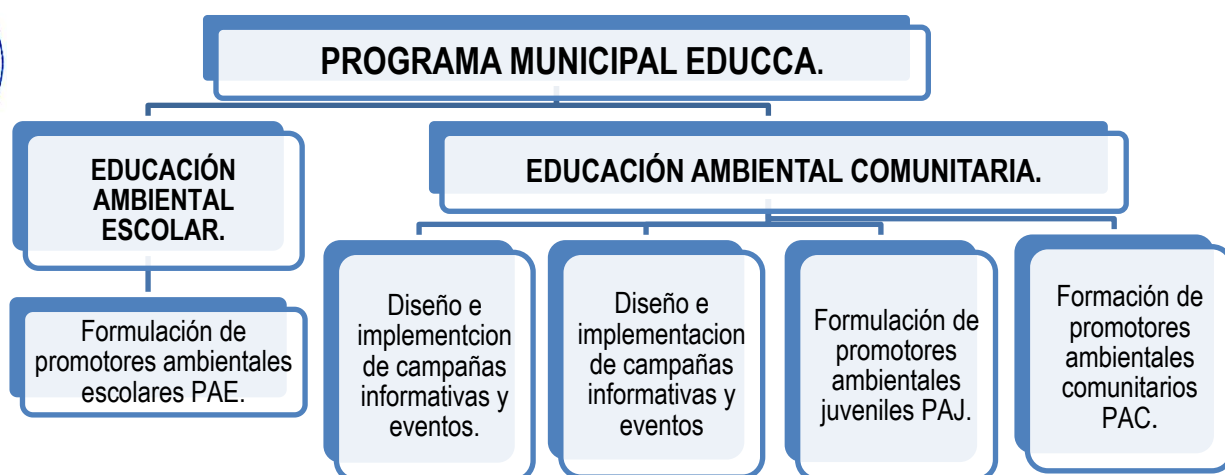 PROGRAMA MUNICIPAL EDUCCA.
EDUCACIÓN
AMBIENTAL
ESCOLAR.
EDUCACIÓN AMBIENTAL COMUNITARIA.
Formulación de
promotores ambientales
escolares PAE.
Diseño e
implementcion
de campañas
informativas y
eventos.
Diseño e
implementacion
de campañas
informativas y
eventos
Formulación de
promotores
ambientales
juveniles PAJ.
Formación de
promotores
ambientales
comunitarios
PAC.